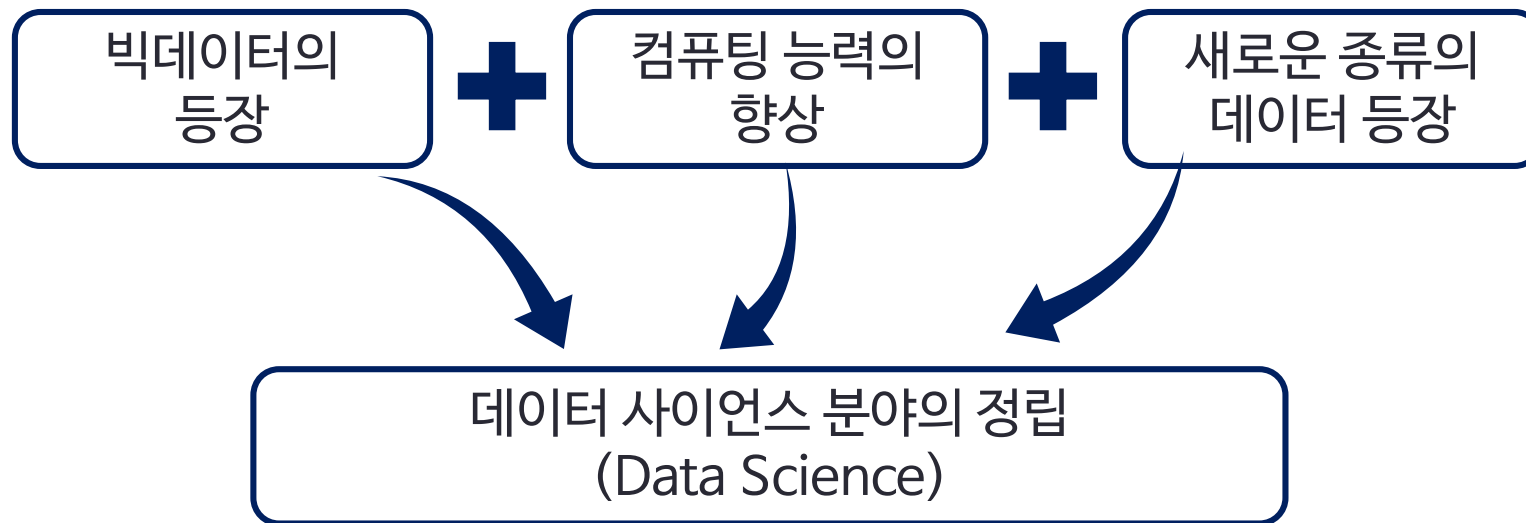 빅데이터의
등장
컴퓨팅 능력의
향상
새로운 종류의
데이터 등장
데이터 사이언스 분야의 정립
(Data Science)